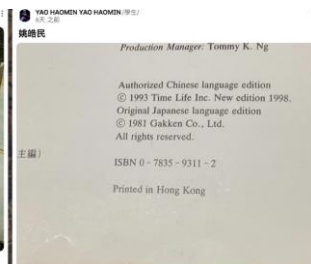 YAO HAOMIN YAO HAOMIN /學生/
6天 之前
姚皓民
Production Manager: Tommy K. Ng
Authorized Chinese language edition
© 1993 Time Life Inc. New edition 1998.
Original Japanese language edition
© 1981 Gakken Co., Ltd.
All rights reserved.
主編）
ISBN 0 - 7835 - 9311 - 2
Printed in Hong Kong